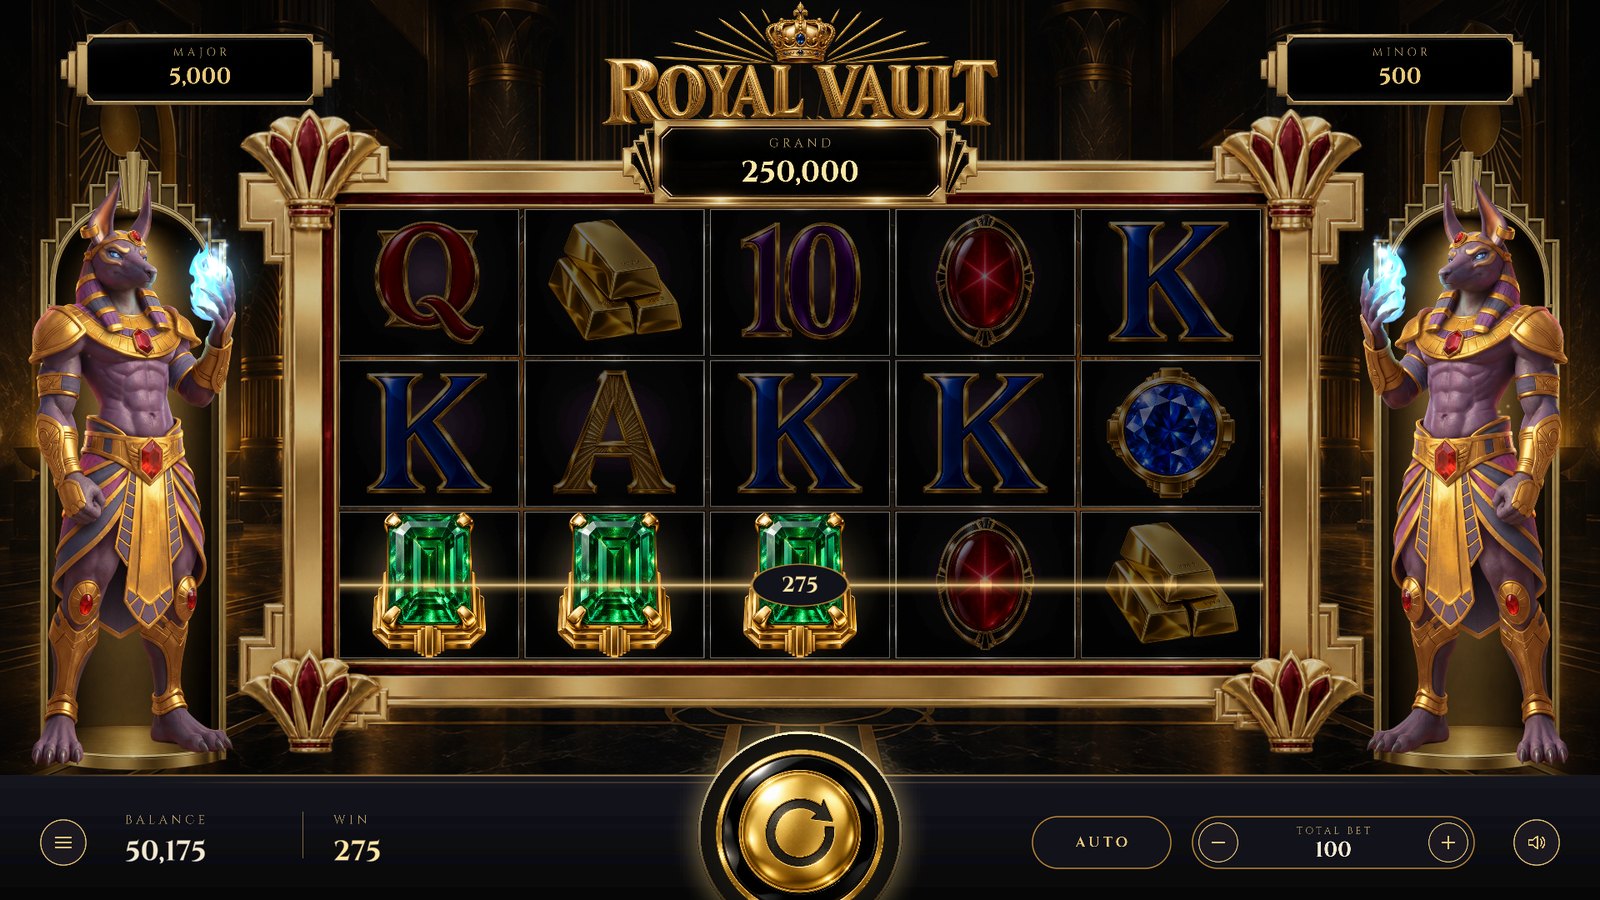 MAJOR
5,000
ROYAL VAULT
GRAND
250,000
MINOR
500
Q 10 K
K A K K
275
BALANCE
50,175
WIN
275
AUTO
TOTAL BET
100